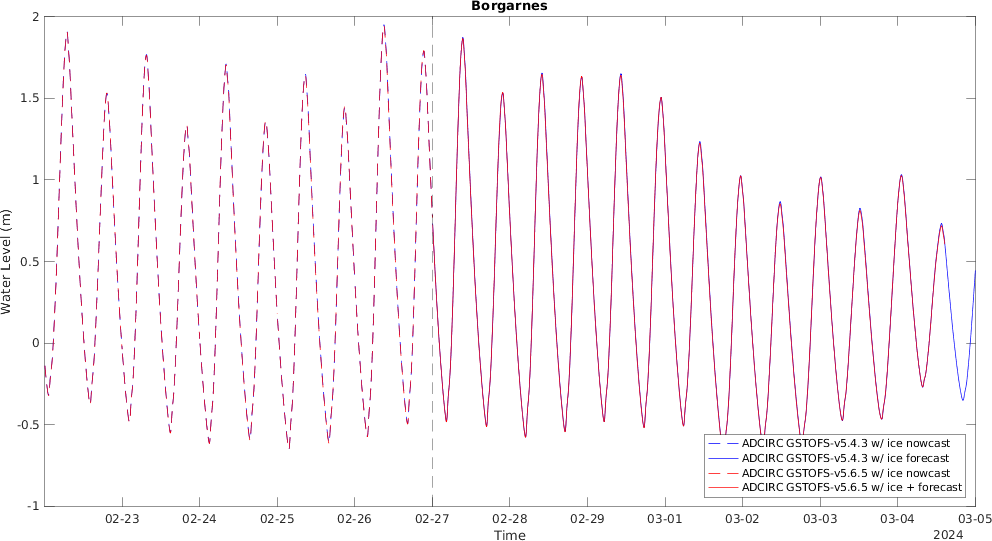 Borgarnes
2
1.5
1
0.5
0
-0.5
-1
Water Level (m)
02-23 02-24 02-25 02-26 02-27 02-28 02-29 03-01 03-02 03-03 03-04 03-05
Time
2024
ADCIRC GSTOFS-v5.4.3 w/ ice nowcast
ADCIRC GSTOFS-v5.4.3 w/ ice forecast
ADCIRC GSTOFS-v5.6.5 w/ ice nowcast
ADCIRC GSTOFS-v5.6.5 w/ ice + forecast